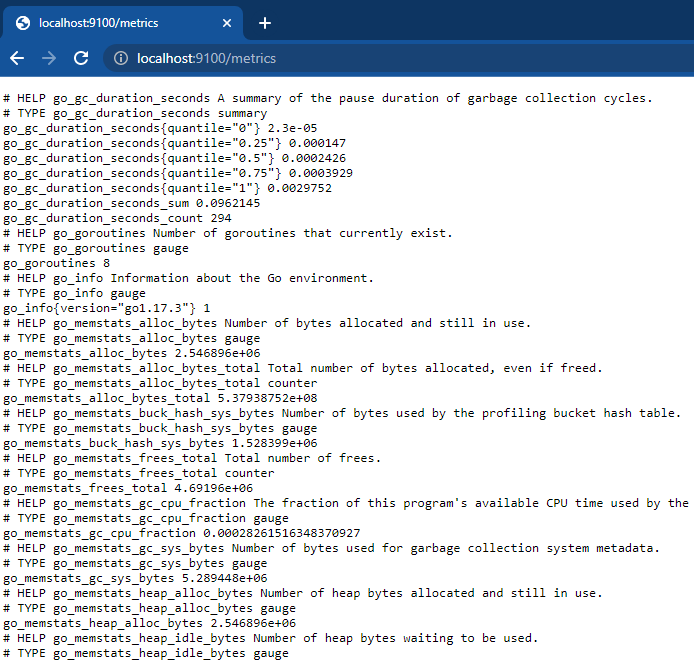 localhost:9100/metrics
localhost:9100/metrics
# HELP go_gc_duration_seconds A summary of the pause duration of garbage collection cycles.
# TYPE go_gc_duration_seconds summary
go_gc_duration_seconds{quantile="0"} 2.3e-05
go_gc_duration_seconds{quantile="0.25"} 0.000147
go_gc_duration_seconds{quantile="0.5"} 0.0002426
go_gc_duration_seconds{quantile="0.75"} 0.0003929
go_gc_duration_seconds{quantile="1"} 0.0029752
go_gc_duration_seconds_sum 0.0962145
go_gc_duration_seconds_count 294
# HELP go_goroutines Number of goroutines that currently exist.
# TYPE go_goroutines gauge
go_goroutines 8
# HELP go_info Information about the Go environment.
# TYPE go_info gauge
go_info{version="go1.17.3"} 1
# HELP go_memstats_alloc_bytes Number of bytes allocated and still in use.
# TYPE go_memstats_alloc_bytes gauge
go_memstats_alloc_bytes 2.546896e+06
# HELP go_memstats_alloc_bytes_total Total number of bytes allocated, even if freed.
# TYPE go_memstats_alloc_bytes_total counter
go_memstats_alloc_bytes_total 5.37938752e+08
# HELP go_memstats_buck_hash_sys_bytes Number of bytes used by the profiling bucket hash table.
# TYPE go_memstats_buck_hash_sys_bytes gauge
go_memstats_buck_hash_sys_bytes 1.528399e+06
# HELP go_memstats_frees_total Total number of frees.
# TYPE go_memstats_frees_total counter
go_memstats_frees_total 4.69196e+06
# HELP go_memstats_gc_cpu_fraction The fraction of this program's available CPU time used by the
# TYPE go_memstats_gc_cpu_fraction gauge
go_memstats_gc_cpu_fraction 0.00028261516348370927
# HELP go_memstats_gc_sys_bytes Number of bytes used for garbage collection system metadata.
# TYPE go_memstats_gc_sys_bytes gauge
go_memstats_gc_sys_bytes 5.289448e+06
# HELP go_memstats_heap_alloc_bytes Number of heap bytes allocated and still in use.
# TYPE go_memstats_heap_alloc_bytes gauge
go_memstats_heap_alloc_bytes 2.546896e+06
# HELP go_memstats_heap_idle_bytes Number of heap bytes waiting to be used.
# TYPE go_memstats_heap_idle_bytes gauge